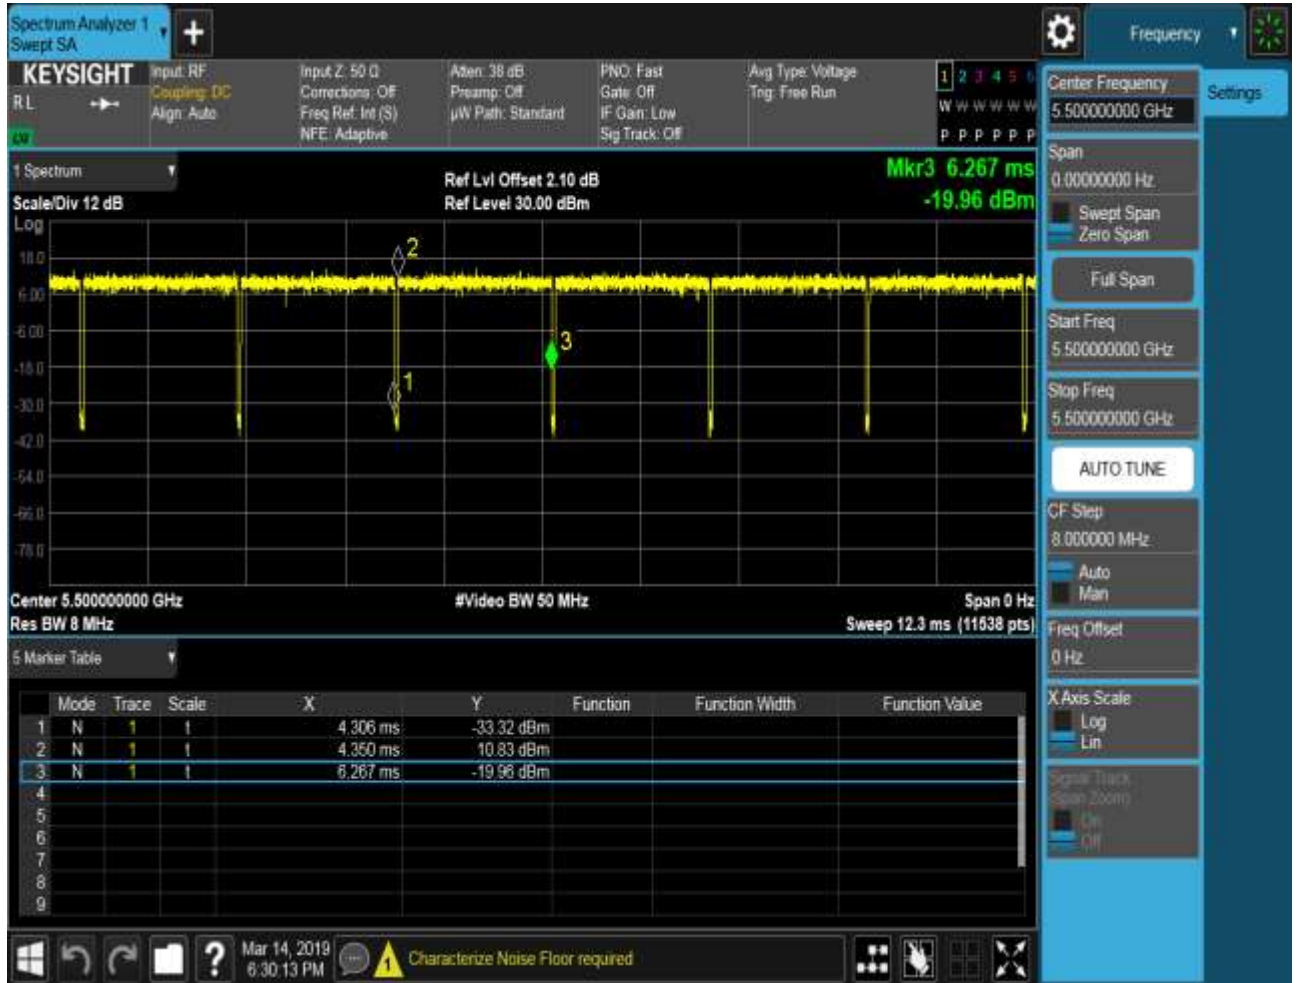 Spectrum Analyzer 1
Swept SA
Frequency
KEYSIGHT
R L
Input: RF
Coupling: DC
Align: Auto
Input Z: 50 Ω
Corrections: Off
Freq Ref: Int (S)
NFE: Adaptive
Atten: 38 dB
Preamp: Off
µW Path: Standard
PNO: Fast
Gate: Off
IF Gain: Low
Sig Track: Off
Avg Type: Voltage
Trig: Free Run
1 2 3 4 5 6
W W W W W W
P P P P P P
Center Frequency
5.500000000 GHz
Settings
Span
0.00000000 Hz
Swept Span
Zero Span
Full Span
Start Freq
5.500000000 GHz
Stop Freq
5.500000000 GHz
AUTO TUNE
CF Step
8.000000 MHz
Auto
Man
Freq Offset
0 Hz
X Axis Scale
Log
Lin
Signal Track
(Span Zoom)
On
Off
1 Spectrum
Scale/Div 12 dB
Ref Lvl Offset 2.10 dB
Ref Level 30.00 dBm
Mkr3 6.267 ms
-19.96 dBm
Log
18.0
6.00
-6.00
-18.0
-30.0
-42.0
-54.0
-66.0
-78.0
2
3
1
Center 5.500000000 GHz
#Video BW 50 MHz
Span 0 Hz
Res BW 8 MHz
Sweep 12.3 ms (11538 pts)
5 Marker Table
Mode Trace Scale X Y Function Function Width Function Value
1 N 1 t 4.306 ms -33.32 dBm
2 N 1 t 4.350 ms 10.83 dBm
3 N 1 t 6.267 ms -19.96 dBm
4
5
6
7
8
9
?
Mar 14, 2019
6:30:13 PM
1
Characterize Noise Floor required